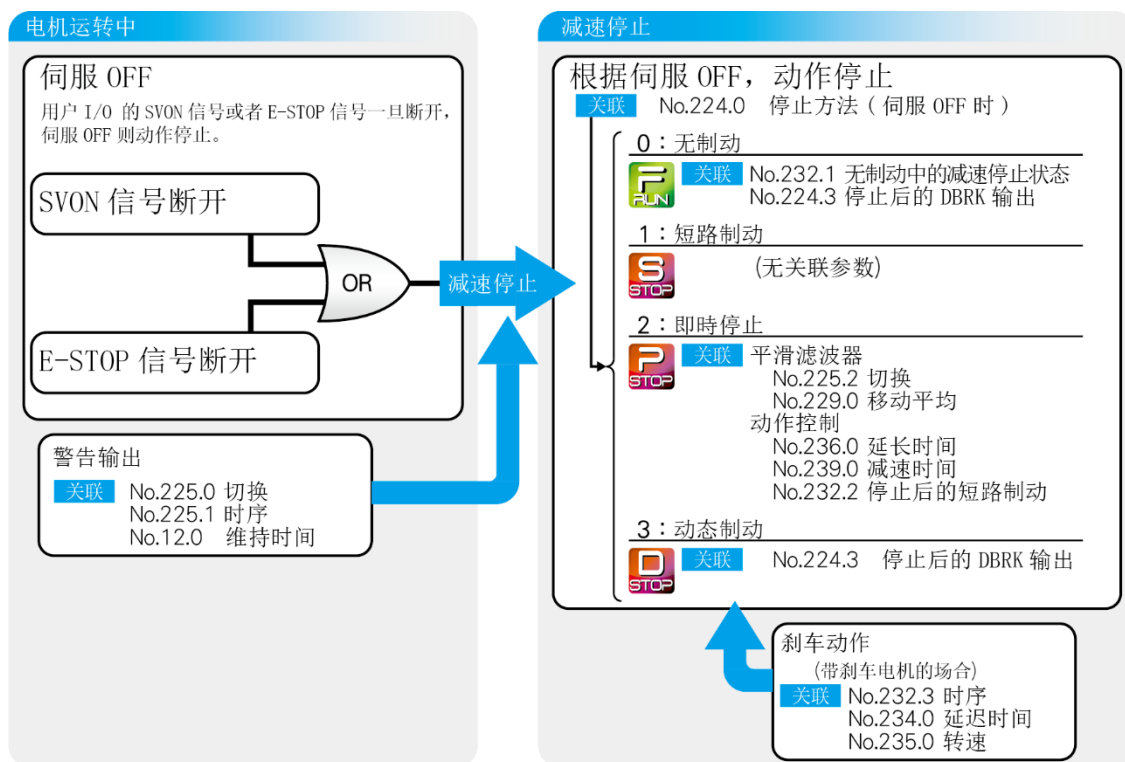 电机运转中
伺服 OFF
用户 I/O 的 SVON 信号或者 E-STOP 信号一旦断开，
伺服 OFF 则动作停止。
SVON 信号断开
OR
E-STOP 信号断开
减速停止
警告输出
关联 No.225.0 切换
No.225.1 时序
No.12.0 维持时间
减速停止
根据伺服 OFF，动作停止
关联 No.224.0 停止方法（伺服 OFF 时）
0：无制动
F RUN 关联 No.232.1 无制动中的减速停止状态
No.224.3 停止后的 DBRK 输出
1：短路制动
S STOP (无关联参数)
2：即時停止
P STOP 关联 平滑滤波器
No.225.2 切换
No.229.0 移动平均
动作控制
No.236.0 延长时间
No.239.0 减速时间
No.232.2 停止后的短路制动
3：动态制动
D STOP 关联 No.224.3 停止后的 DBRK 输出
刹车动作
(带刹车电机的场合)
关联 No.232.3 时序
No.234.0 延迟时间
No.235.0 转速